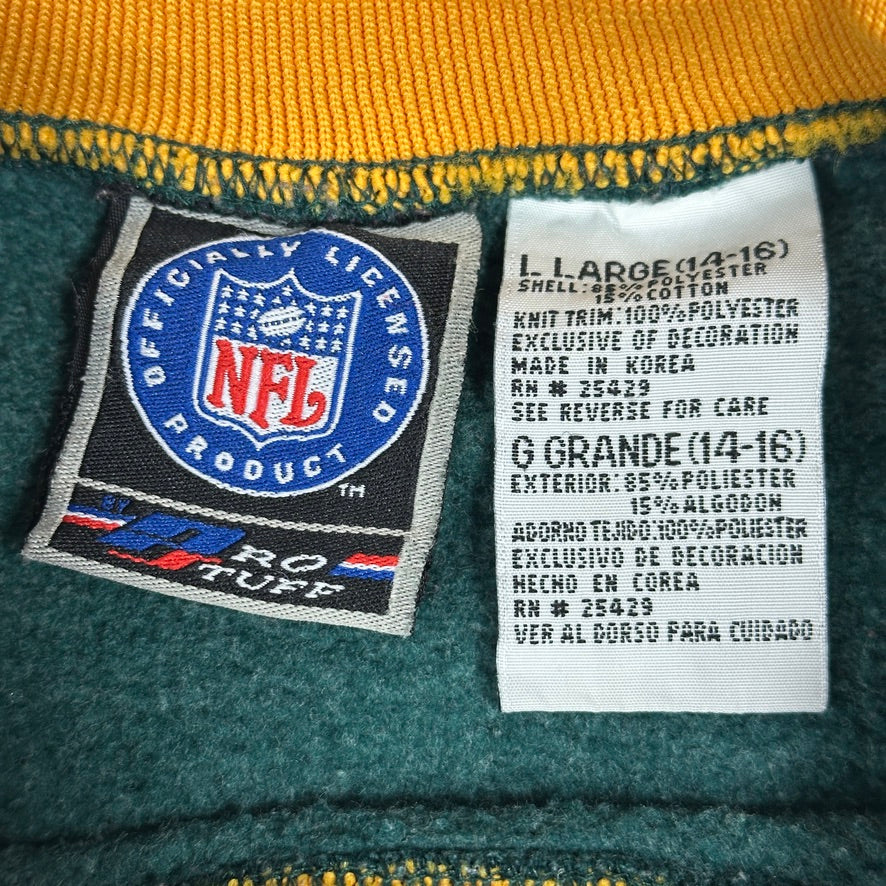 OFFICIALLY LICENSED
PRODUCT
NFL
TM
BY
PRO
STUFF
L LARGE (14-16)
SHELL: 85% POLYESTER
15% COTTON
KNIT TRIM: 100% POLYESTER
EXCLUSIVE OF DECORATION
MADE IN KOREA
RN # 25429
SEE REVERSE FOR CARE
G GRANDE (14-16)
EXTERIOR: 85% POLIESTER
15% ALGODON
ADORNO TEJIDO: 100% POLIESTER
EXCLUSIVO DE DECORACION
HECHO EN COREA
RN # 25429
VER AL DORSO PARA CUIDADO